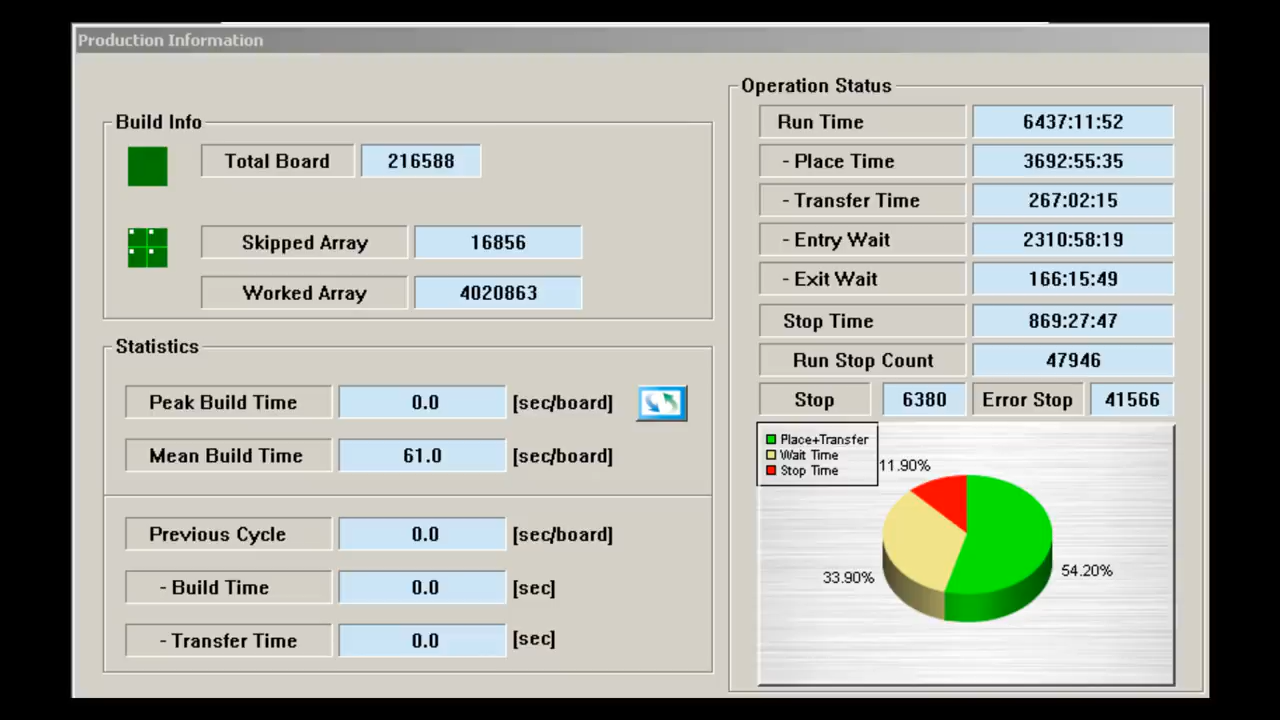 Production Information
Build Info
Total Board 216588
Skipped Array 16856
Worked Array 4020863
Statistics
Peak Build Time 0.0 [sec/board]
Mean Build Time 61.0 [sec/board]
Previous Cycle 0.0 [sec/board]
- Build Time 0.0 [sec]
- Transfer Time 0.0 [sec]
Operation Status
Run Time 6437:11:52
- Place Time 3692:55:35
- Transfer Time 267:02:15
- Entry Wait 2310:58:19
- Exit Wait 166:15:49
Stop Time 869:27:47
Run Stop Count 47946
Stop 6380 Error Stop 41566
Place+Transfer
Wait Time
Stop Time
11.90%
33.90%
54.20%